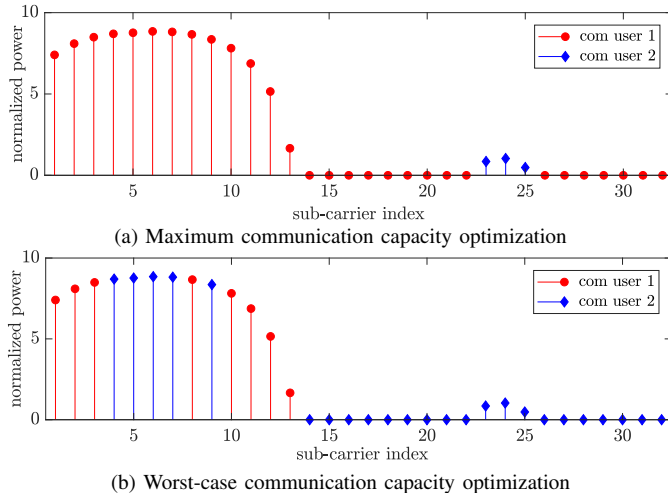 10
5
0
normalized power
com user 1
com user 2
5 10 15 20 25 30
sub-carrier index
(a) Maximum communication capacity optimization
10
5
0
normalized power
com user 1
com user 2
5 10 15 20 25 30
sub-carrier index
(b) Worst-case communication capacity optimization